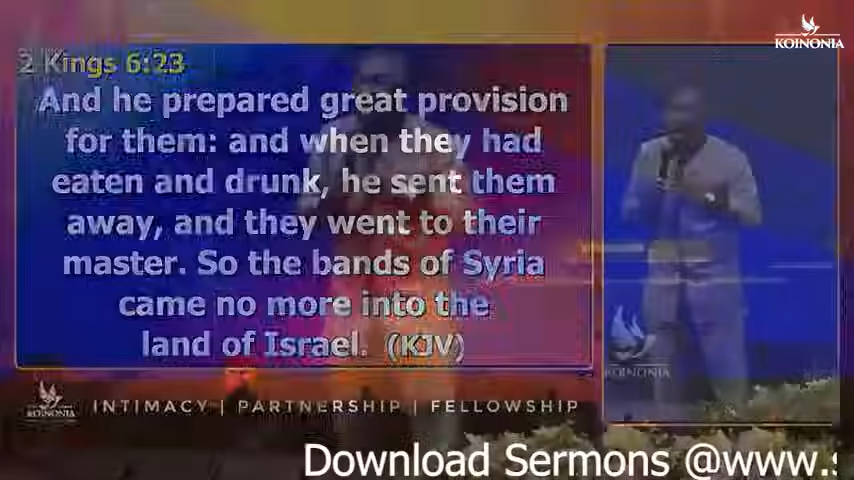 KOINONIA
2 Kings 6:23
And he prepared great provision
for them: and when they had
eaten and drunk, he sent them
away, and they went to their
master. So the bands of Syria
came no more into the
land of Israel. (KJV)
KOINONIA
KOINONIA
INTIMACY | PARTNERSHIP | FELLOWSHIP
Download Sermons @www.s